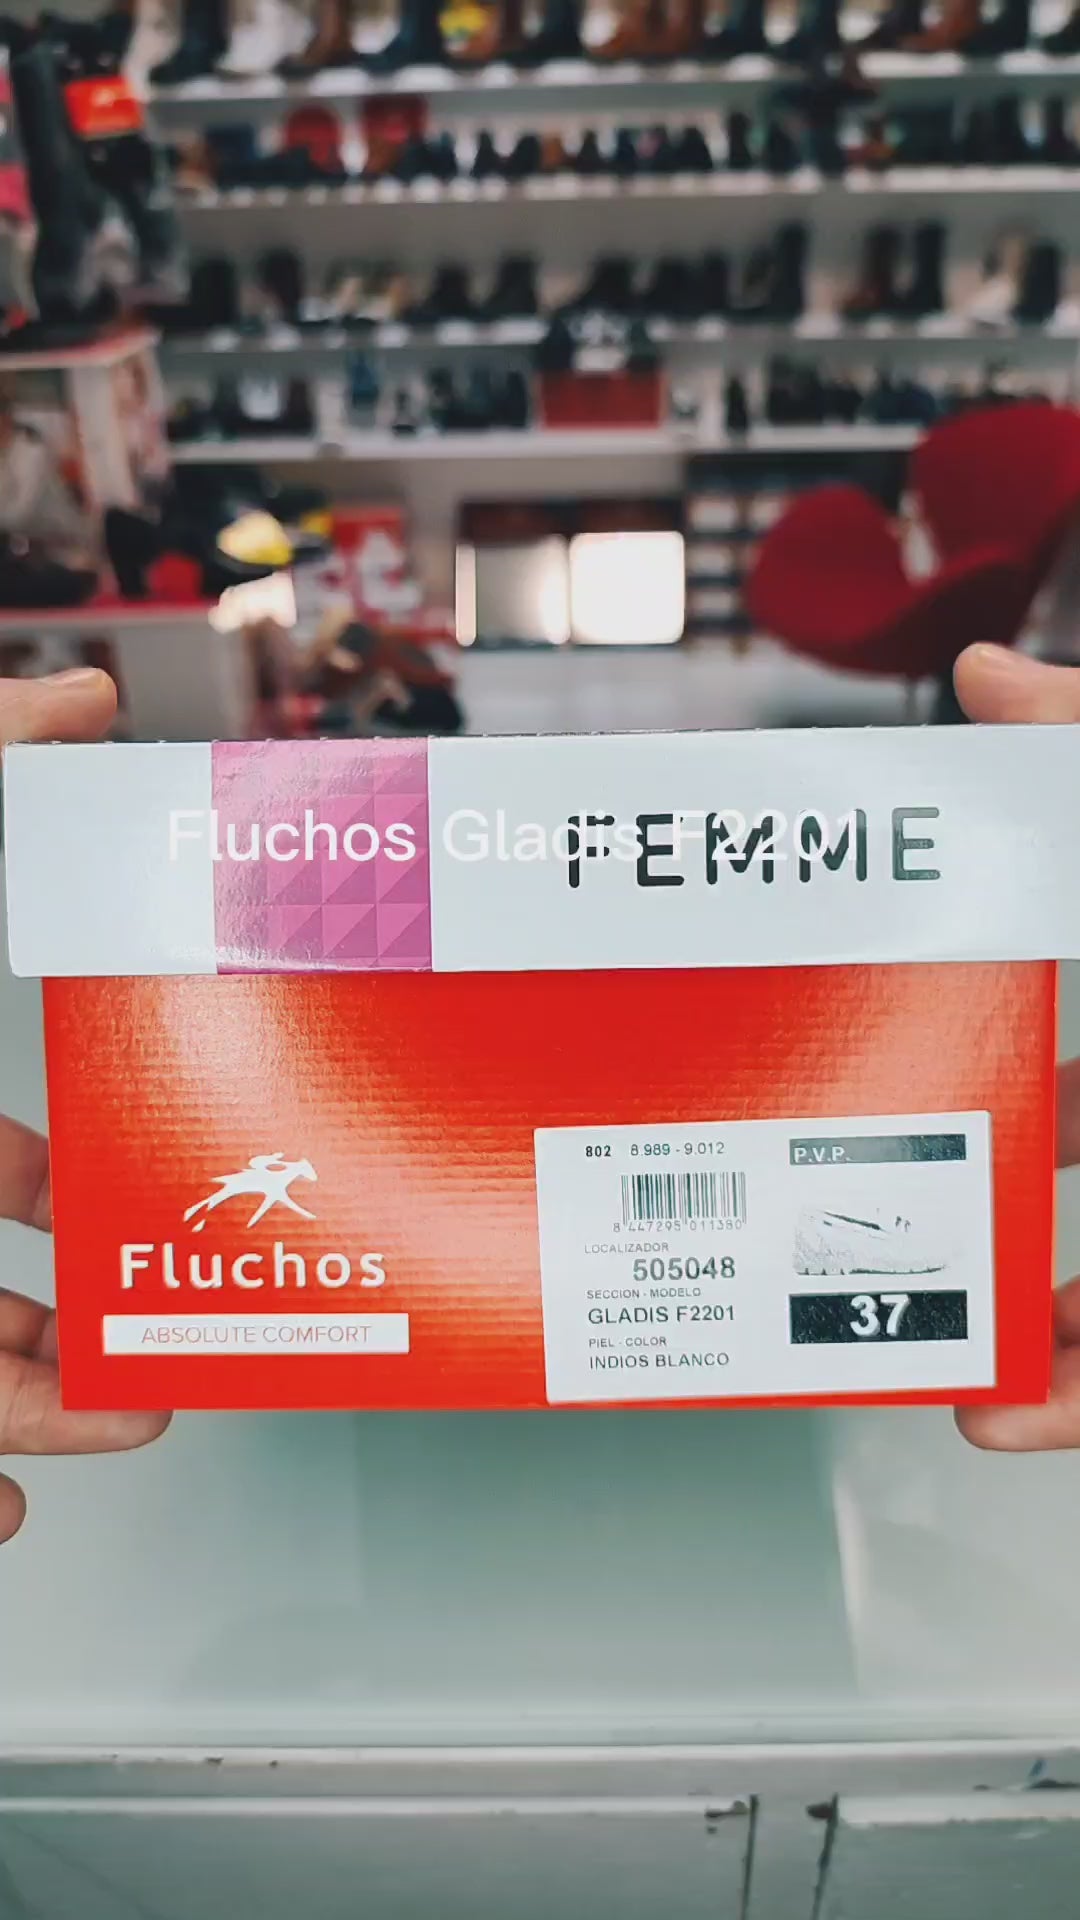 Fluchos Gladis F2201
FEMME
802 8.989 - 9.012
P.V.P.
8 447295 011380
LOCALIZADOR
505048
SECCION - MODELO
GLADIS F2201
37
PIEL - COLOR
INDIOS BLANCO
Fluchos
ABSOLUTE COMFORT